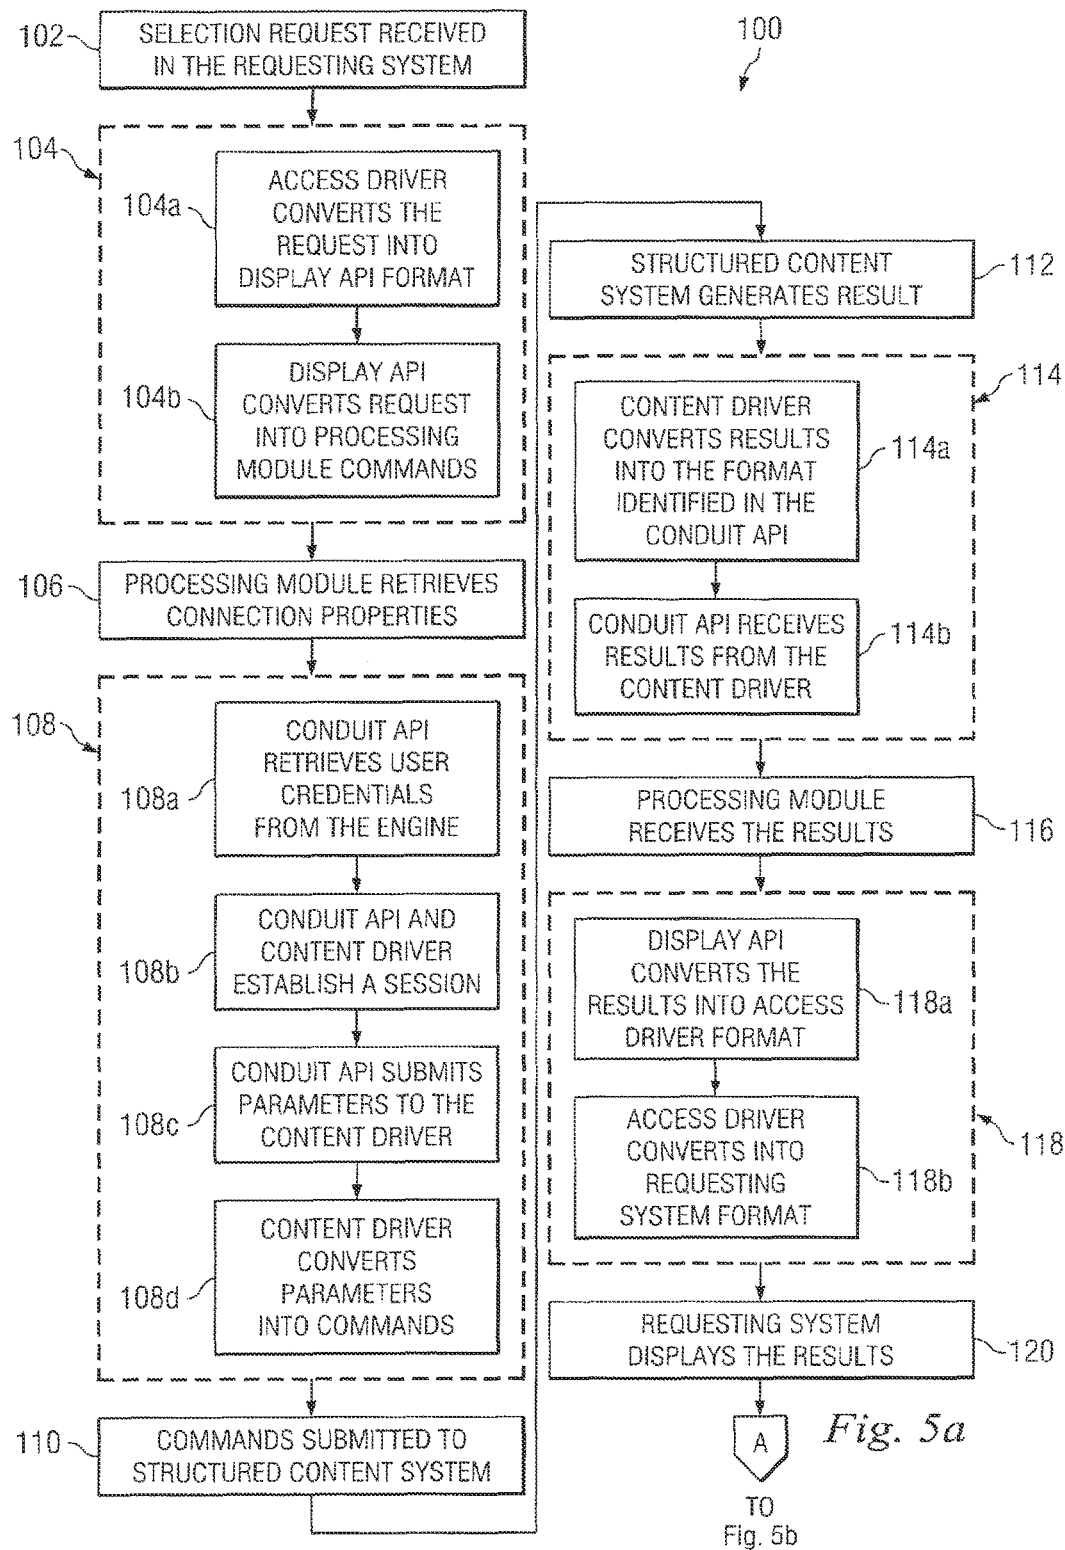 102
SELECTION REQUEST RECEIVED
IN THE REQUESTING SYSTEM
100
104
104a
ACCESS DRIVER
CONVERTS THE
REQUEST INTO
DISPLAY API FORMAT
104b
DISPLAY API
CONVERTS REQUEST
INTO PROCESSING
MODULE COMMANDS
106
PROCESSING MODULE RETRIEVES
CONNECTION PROPERTIES
108
108a
CONDUIT API
RETRIEVES USER
CREDENTIALS
FROM THE ENGINE
108b
CONDUIT API AND
CONTENT DRIVER
ESTABLISH A SESSION
108c
CONDUIT API SUBMITS
PARAMETERS TO THE
CONTENT DRIVER
108d
CONTENT DRIVER
CONVERTS
PARAMETERS
INTO COMMANDS
110
COMMANDS SUBMITTED TO
STRUCTURED CONTENT SYSTEM
STRUCTURED CONTENT
SYSTEM GENERATES RESULT
112
114
CONTENT DRIVER
CONVERTS RESULTS
INTO THE FORMAT
IDENTIFIED IN THE
CONDUIT API
114a
CONDUIT API RECEIVES
RESULTS FROM THE
CONTENT DRIVER
114b
PROCESSING MODULE
RECEIVES THE RESULTS
116
DISPLAY API
CONVERTS THE
RESULTS INTO ACCESS
DRIVER FORMAT
118a
118
ACCESS DRIVER
CONVERTS INTO
REQUESTING
SYSTEM FORMAT
118b
REQUESTING SYSTEM
DISPLAYS THE RESULTS
120
A
Fig. 5a
TO
Fig. 5b